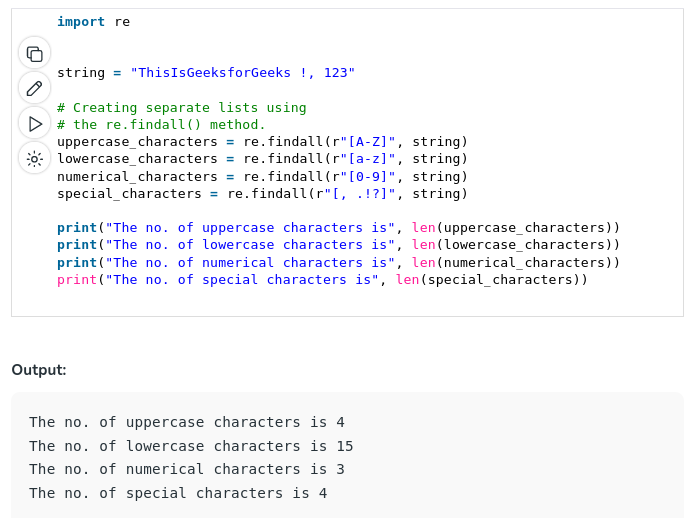 import re
string = "ThisIsGeeksforGeeks !, 123"
# Creating separate lists using
# the re.findall() method.
uppercase_characters = re.findall(r"[A-Z]", string)
lowercase_characters = re.findall(r"[a-z]", string)
numerical_characters = re.findall(r"[0-9]", string)
special_characters = re.findall(r"[, .!?]", string)
print("The no. of uppercase characters is", len(uppercase_characters))
print("The no. of lowercase characters is", len(lowercase_characters))
print("The no. of numerical characters is", len(numerical_characters))
print("The no. of special characters is", len(special_characters))
Output:
The no. of uppercase characters is 4
The no. of lowercase characters is 15
The no. of numerical characters is 3
The no. of special characters is 4